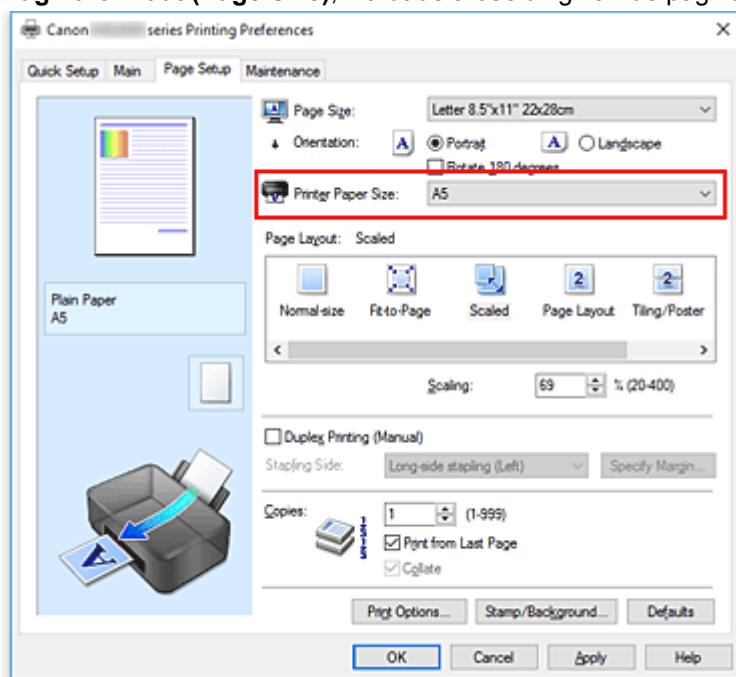 Canon series Printing Preferences
Quick Setup Main Page Setup Maintenance
Page Size: Letter 8.5"x11" 22x28cm
Orientation: A Portrait A Landscape
Rotate 180 degrees
Printer Paper Size: A5
Page Layout: Scaled
2 2
Normal-size Fit-to-Page Scaled Page Layout Tiling/Poster
Plain Paper
A5
Scaling: 69 % (20-400)
Duplex Printing (Manual)
Stapling Side: Long-side stapling (Left) Specify Margin...
Copies: 1 (1-999)
Print from Last Page
Collate
Print Options... Stamp/Background... Defaults
OK Cancel Apply Help